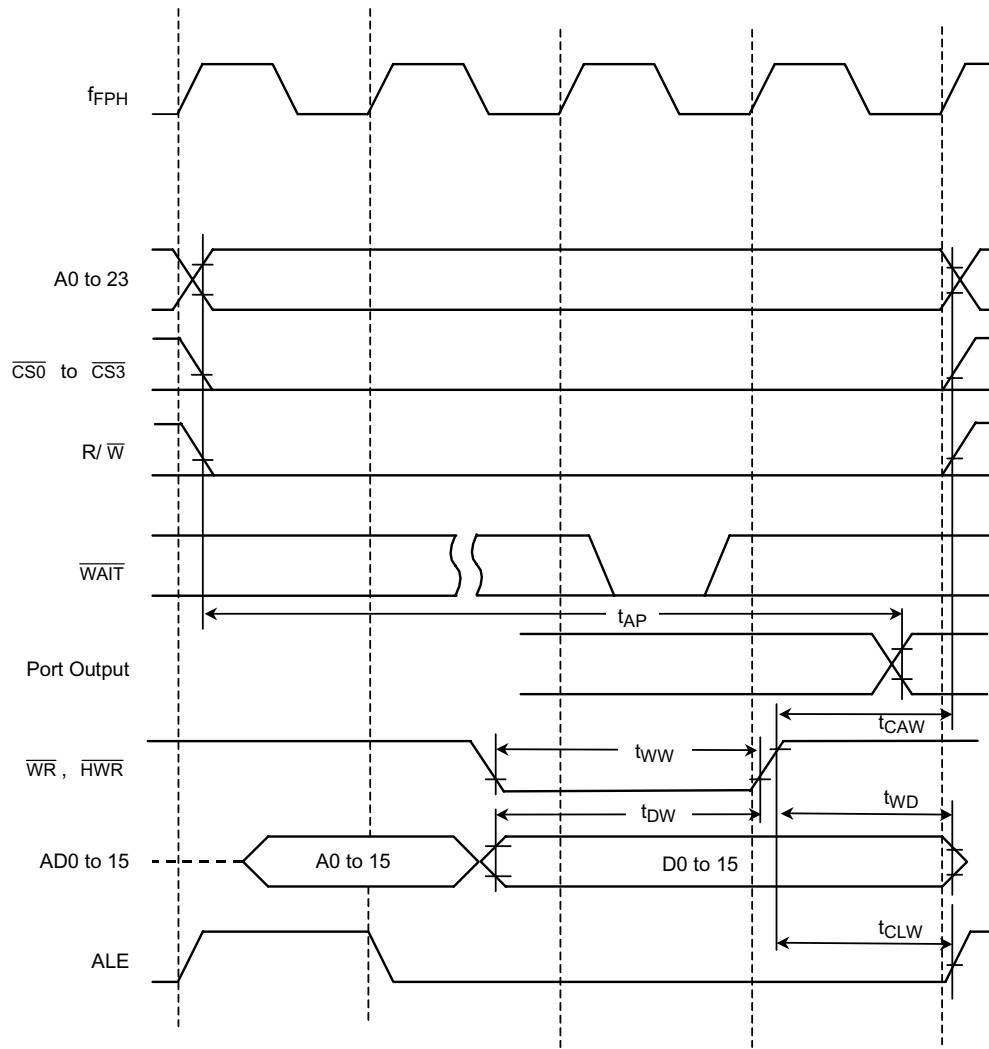 fFPH
A0 to 23
CS0 to CS3
R/ W
WAIT
tAP
Port Output
tCAW
WR , HWR
tWW
tDW
tWD
AD0 to 15
A0 to 15
D0 to 15
tCLW
ALE